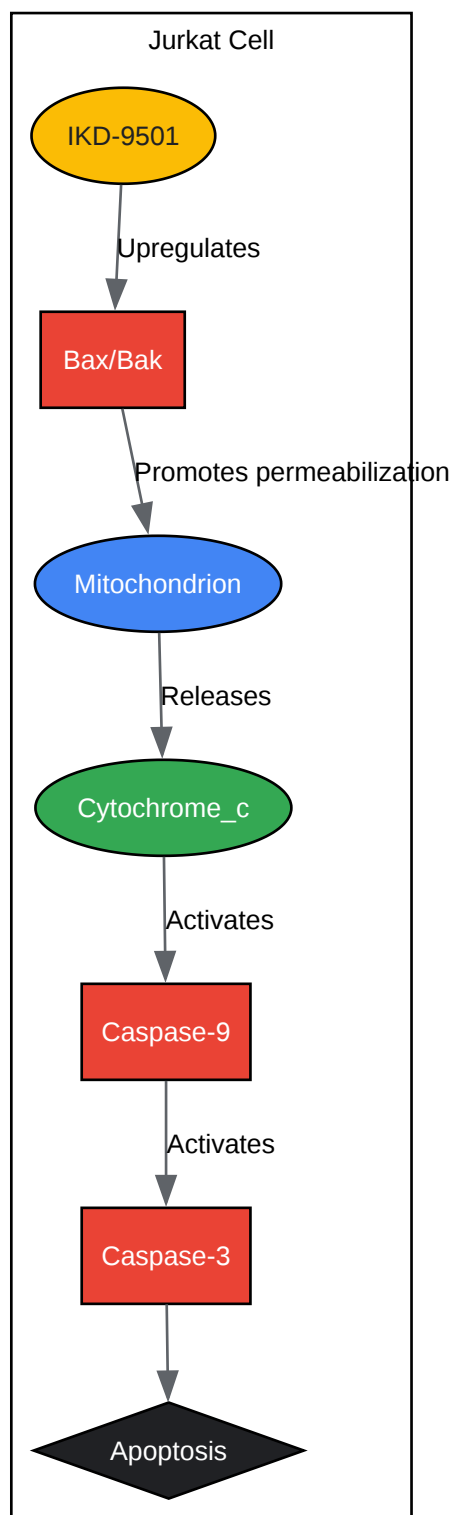 Jurkat Cell
IKD-9501
Upregulates
Bax/Bak
Promotes permeabilization
Mitochondrion
Releases
Cytochrome_c
Activates
Caspase-9
Activates
Caspase-3
Apoptosis